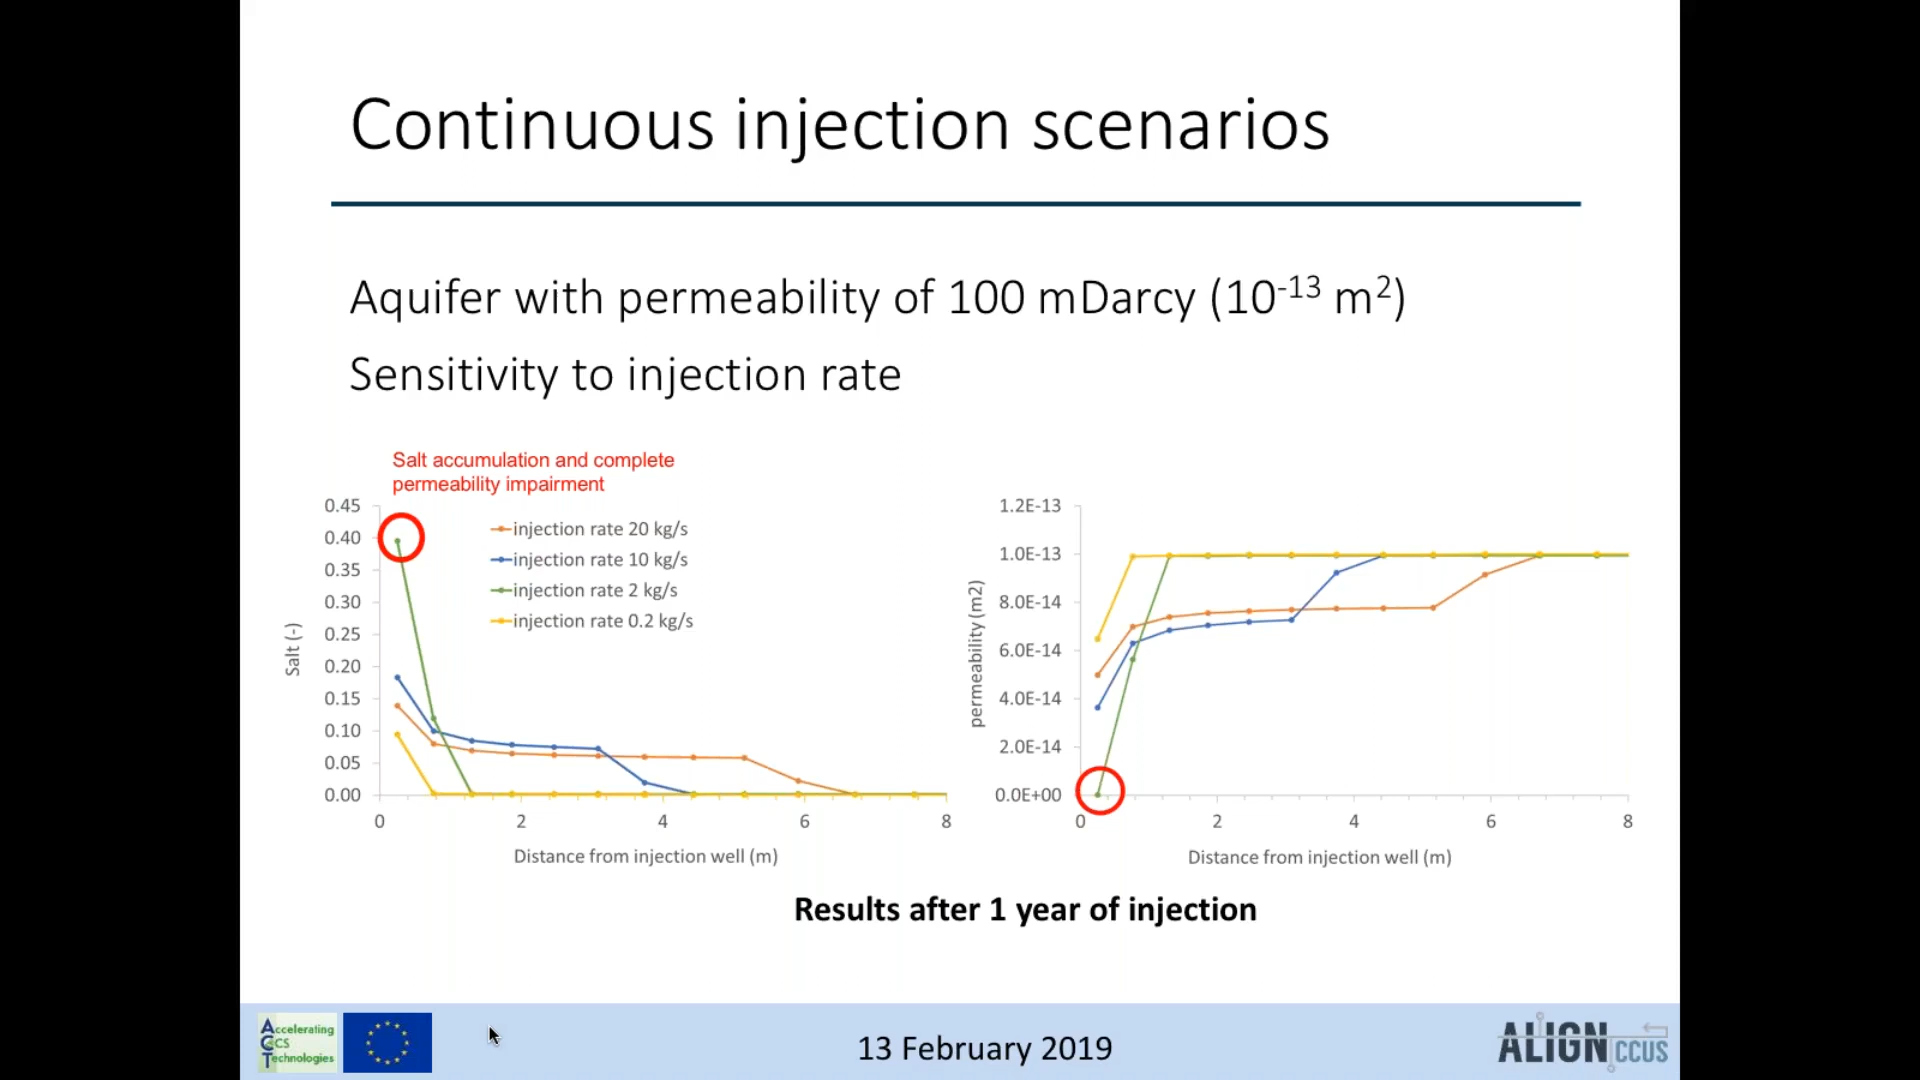 Continuous injection scenarios
Aquifer with permeability of 100 mDarcy (10⁻¹³ m²)
Sensitivity to injection rate
Salt accumulation and complete
permeability impairment
0.45
0.40
0.35
0.30
0.25
0.20
0.15
0.10
0.05
0.00
Salt (-)
injection rate 20 kg/s
injection rate 10 kg/s
injection rate 2 kg/s
injection rate 0.2 kg/s
0 2 4 6 8
Distance from injection well (m)
1.2E-13
1.0E-13
8.0E-14
6.0E-14
4.0E-14
2.0E-14
0.0E+00
permeability (m2)
0 2 4 6 8
Distance from injection well (m)
Results after 1 year of injection
Accelerating
CCS
Technologies
13 February 2019
ALIGN CCUS